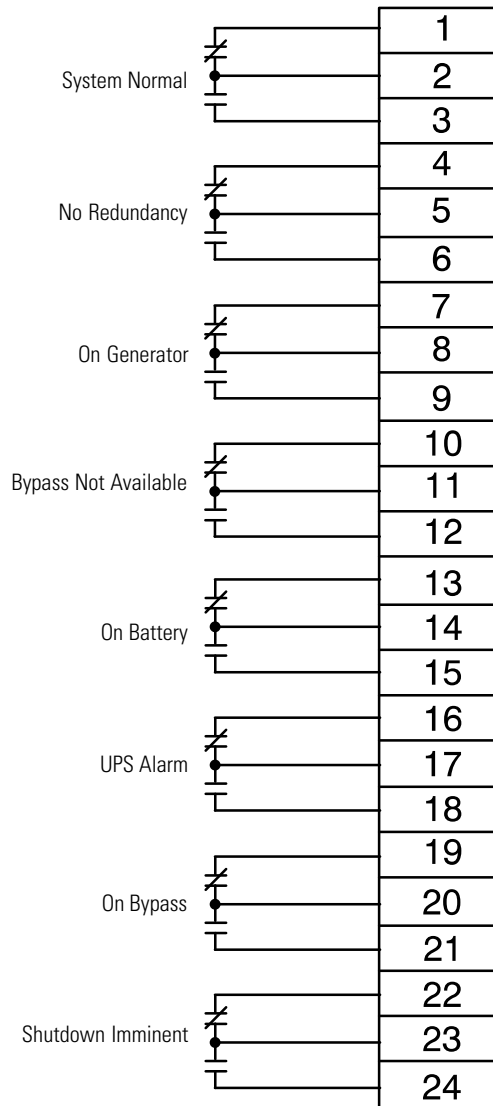 1
System Normal 2
3
4
No Redundancy 5
6
7
On Generator 8
9
10
Bypass Not Available 11
12
13
On Battery 14
15
16
UPS Alarm 17
18
19
On Bypass 20
21
22
Shutdown Imminent 23
24